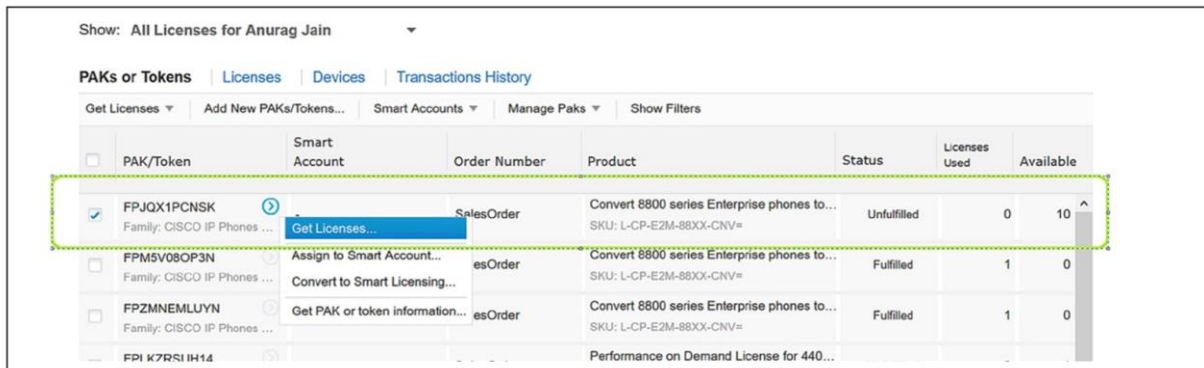 Show: All Licenses for Anurag Jain
PAKs or Tokens Licenses Devices Transactions History
Get Licenses Add New PAKs/Tokens... Smart Accounts Manage Paks Show Filters
PAK/Token Smart Account Order Number Product Status Licenses Used Available
FPJQX1PCNSK - SalesOrder Convert 8800 series Enterprise phones to... Unfulfilled 0 10
Family: CISCO IP Phones ... SKU: L-CP-E2M-88XX-CNV=
Get Licenses...
Assign to Smart Account...
Convert to Smart Licensing...
Get PAK or token information...
FPM5V08OP3N esOrder Convert 8800 series Enterprise phones to... Fulfilled 1 0
Family: CISCO IP Phones ... SKU: L-CP-E2M-88XX-CNV=
FPZMNEMLUYN esOrder Convert 8800 series Enterprise phones to... Fulfilled 1 0
Family: CISCO IP Phones ... SKU: L-CP-E2M-88XX-CNV=
Performance on Demand License for 440...